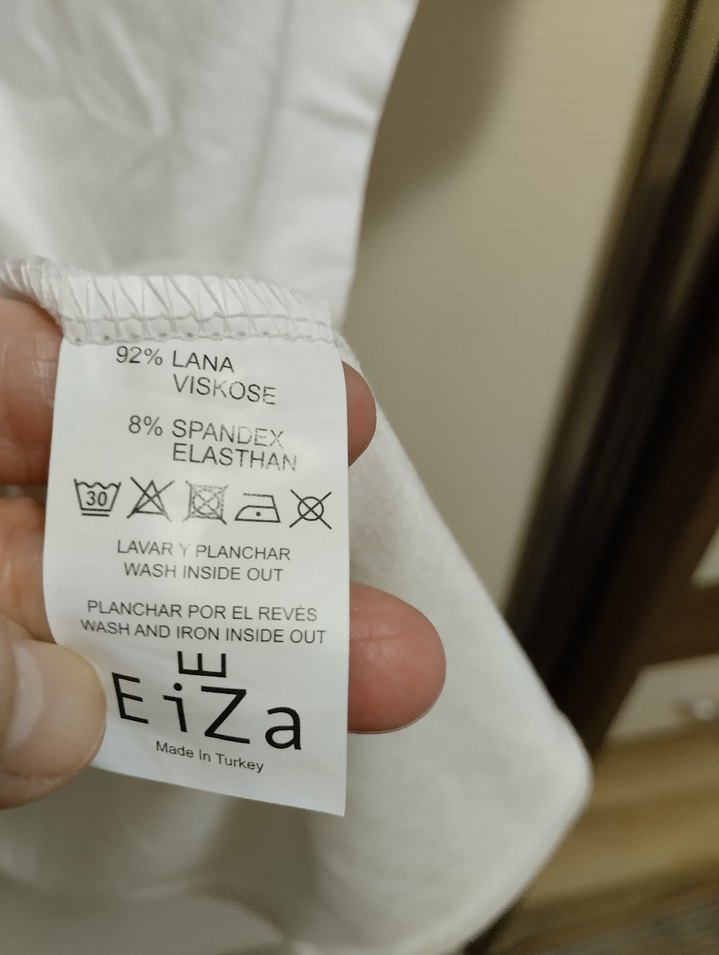 92% LANA
VISKOSE
8% SPANDEX
ELASTHAN
30
LAVAR Y PLANCHAR
WASH INSIDE OUT
PLANCHAR POR EL REVÉS
WASH AND IRON INSIDE OUT
E
EiZa
Made In Turkey